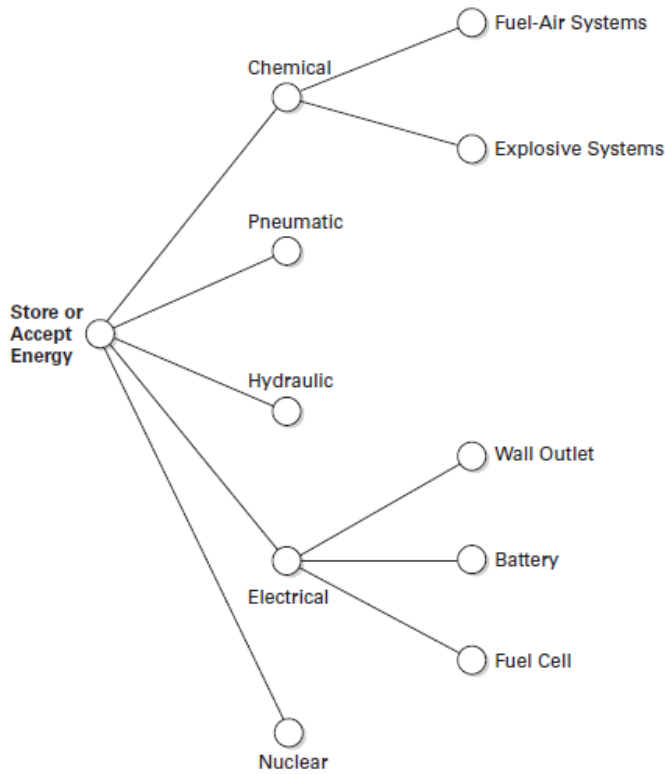 Fuel-Air Systems
Chemical
Explosive Systems
Pneumatic
Store or
Accept
Energy
Hydraulic
Wall Outlet
Battery
Electrical
Fuel Cell
Nuclear